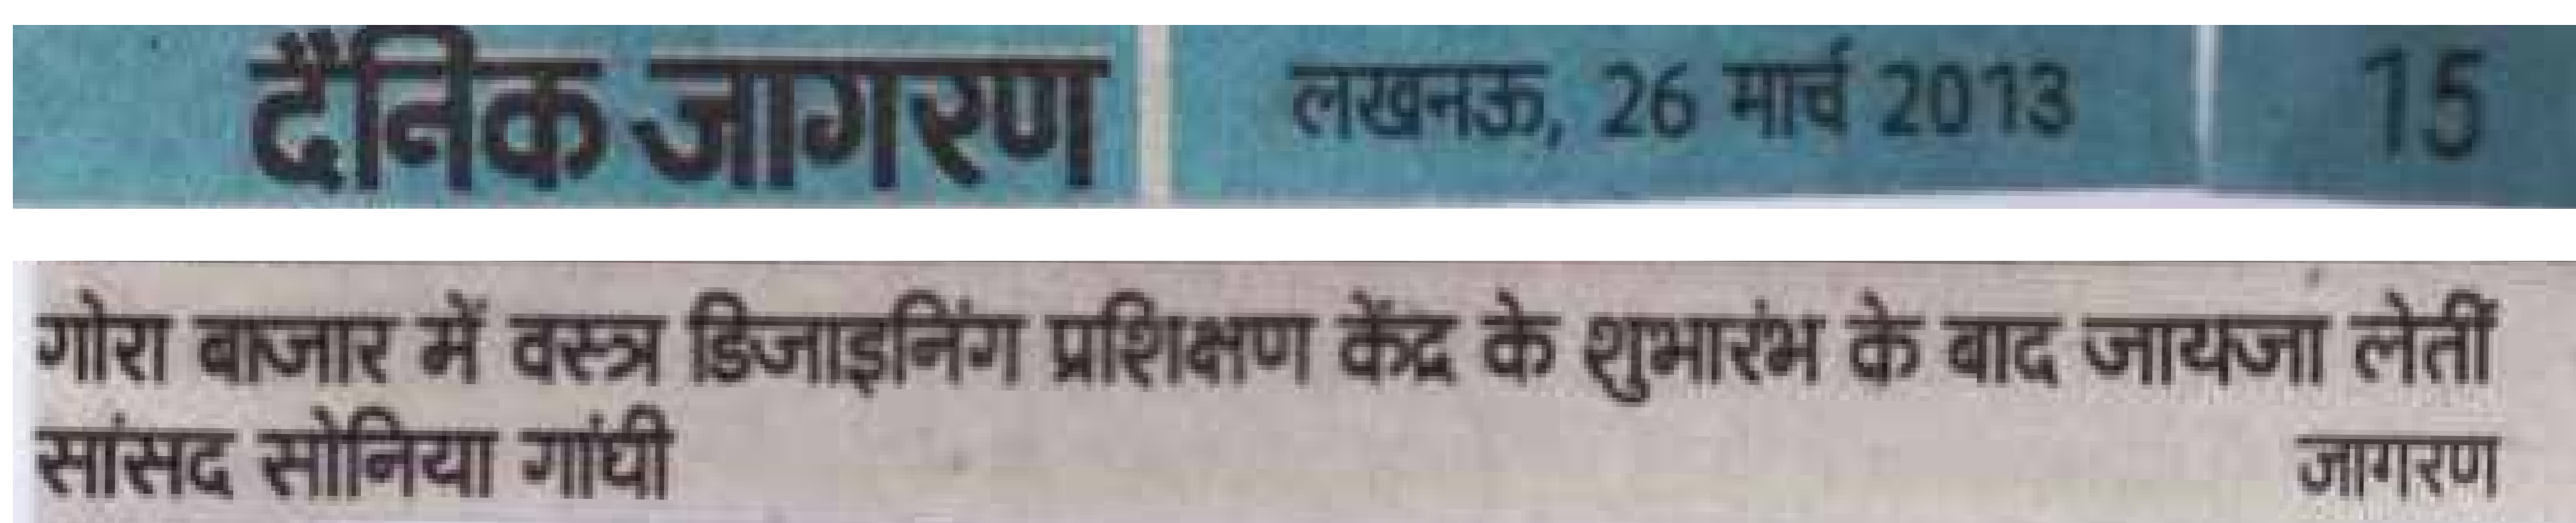 दैनिक जागरण लखनऊ, 26 मार्च 2013 15
गोरा बाजार में वस्त्र डिजाइनिंग प्रशिक्षण केंद्र के शुभारंभ के बाद जायजा लेतीं
सांसद सोनिया गांधी जागरण